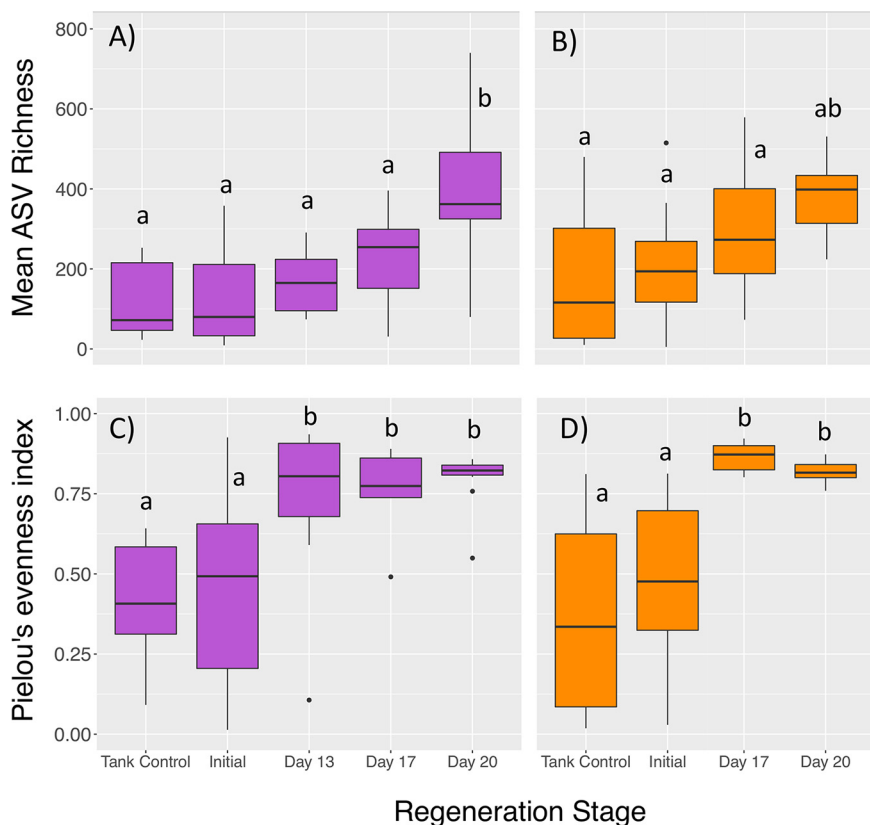 A)
B)
Mean ASV Richness
800
600
400
200
0
a
a
a
a
b
a
a
a
ab
C)
D)
Pielou's evenness index
1.00
0.75
0.50
0.25
0.00
a
a
b
b
b
a
a
b
b
Tank Control Initial Day 13 Day 17 Day 20
Tank Control Initial Day 17 Day 20
Regeneration Stage